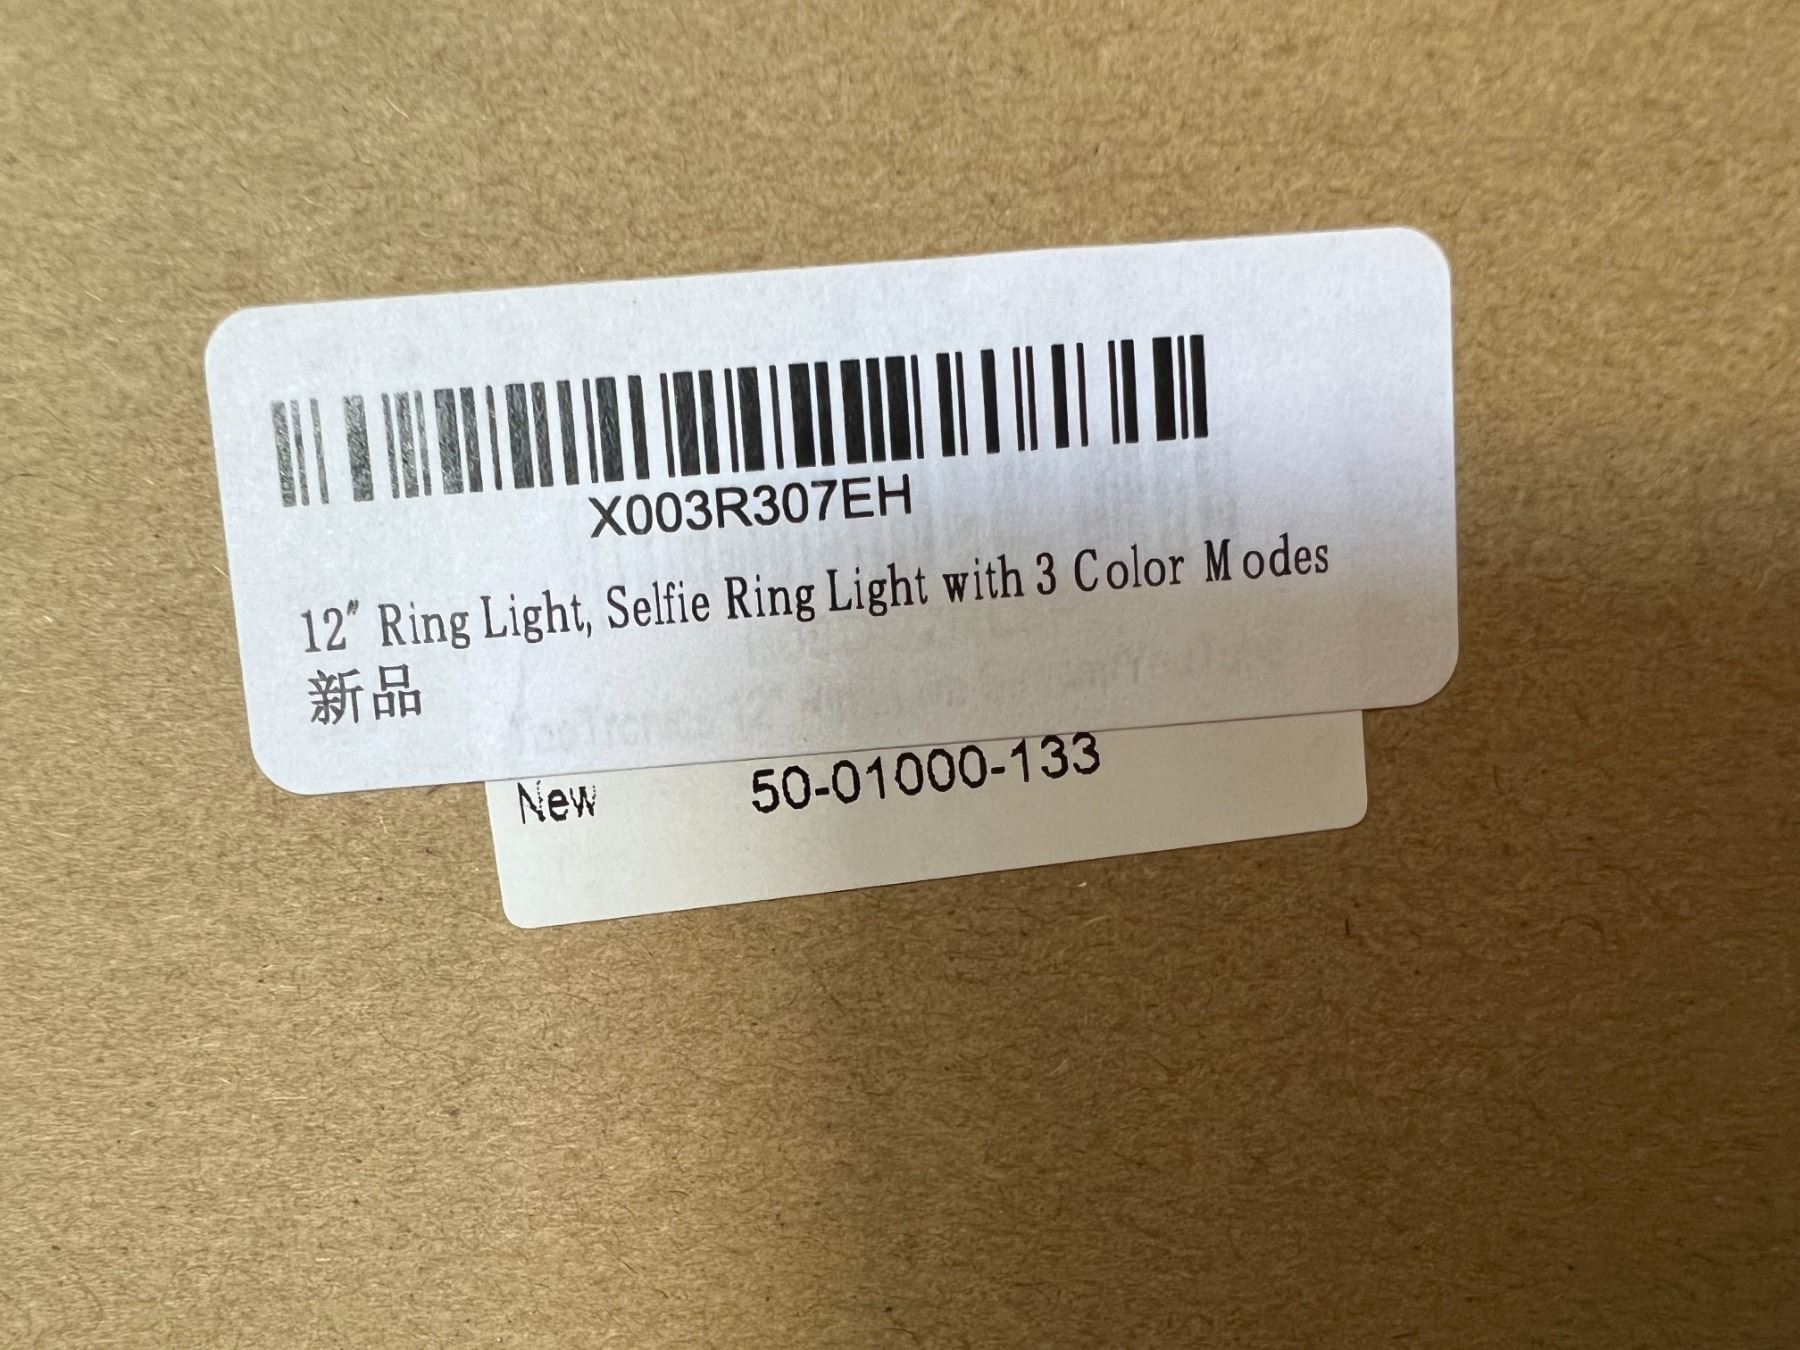 X003R307EH
12" Ring Light, Selfie Ring Light with 3 Color Modes
新品
New 50-01000-133